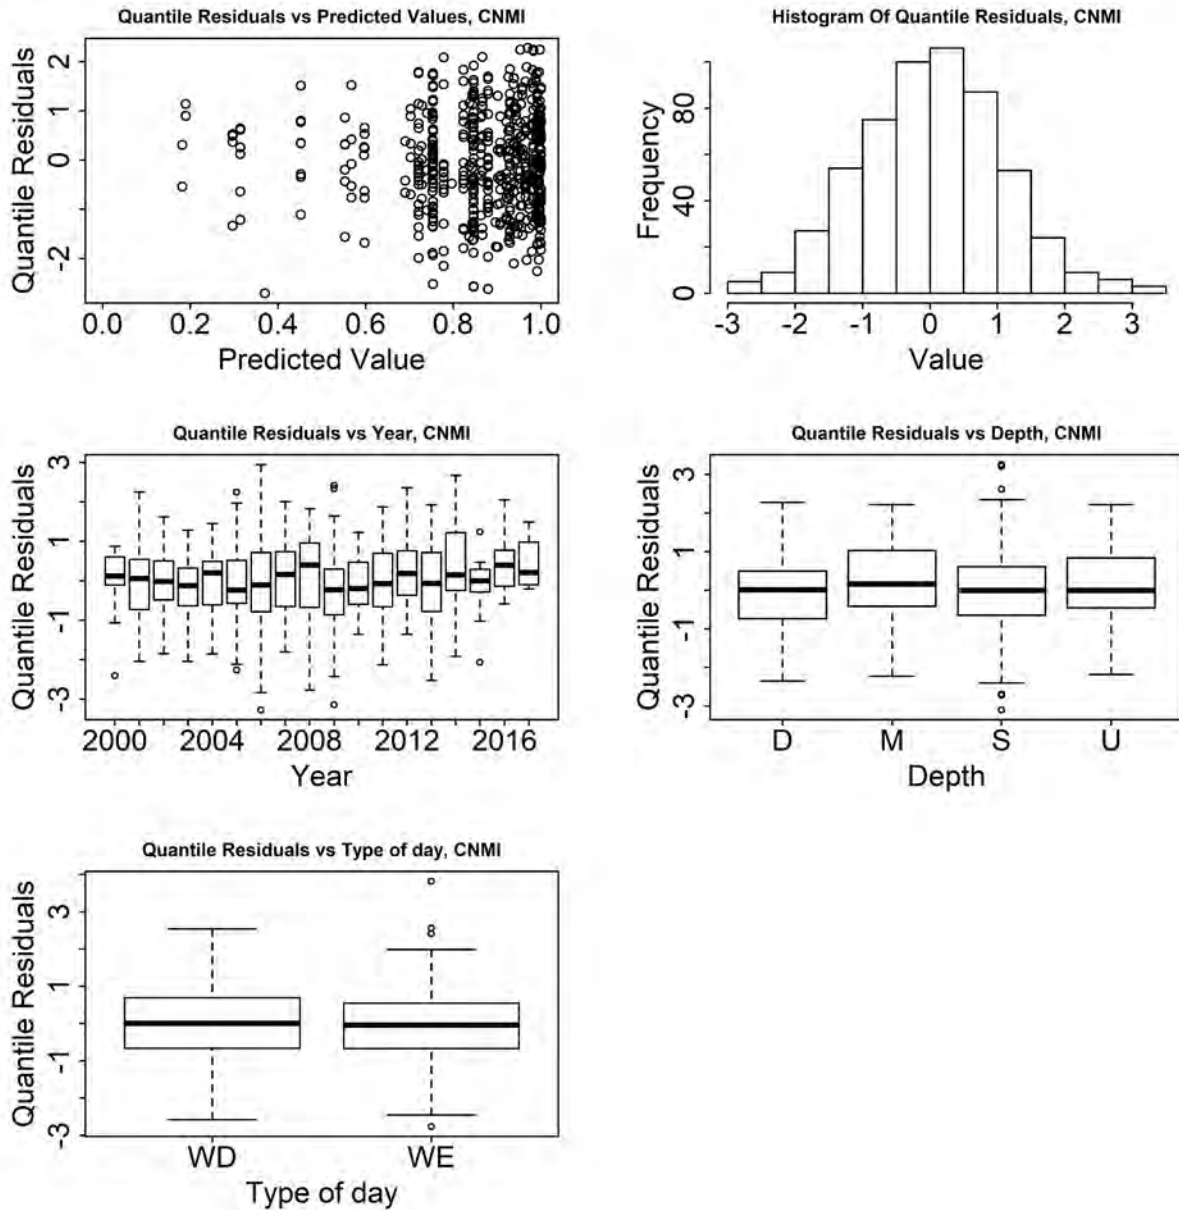 Quantile Residuals vs Predicted Values, CNMI
Quantile Residuals
2
1
0
-2
0.0 0.2 0.4 0.6 0.8 1.0
Predicted Value
Histogram Of Quantile Residuals, CNMI
Frequency
80
40
0
-3 -2 -1 0 1 2 3
Value
Quantile Residuals vs Year, CNMI
Quantile Residuals
3
1
-1
-3
2000 2004 2008 2012 2016
Year
Quantile Residuals vs Depth, CNMI
Quantile Residuals
3
1
-1
-3
D M S U
Depth
Quantile Residuals vs Type of day, CNMI
Quantile Residuals
3
1
-1
-3
WD WE
Type of day